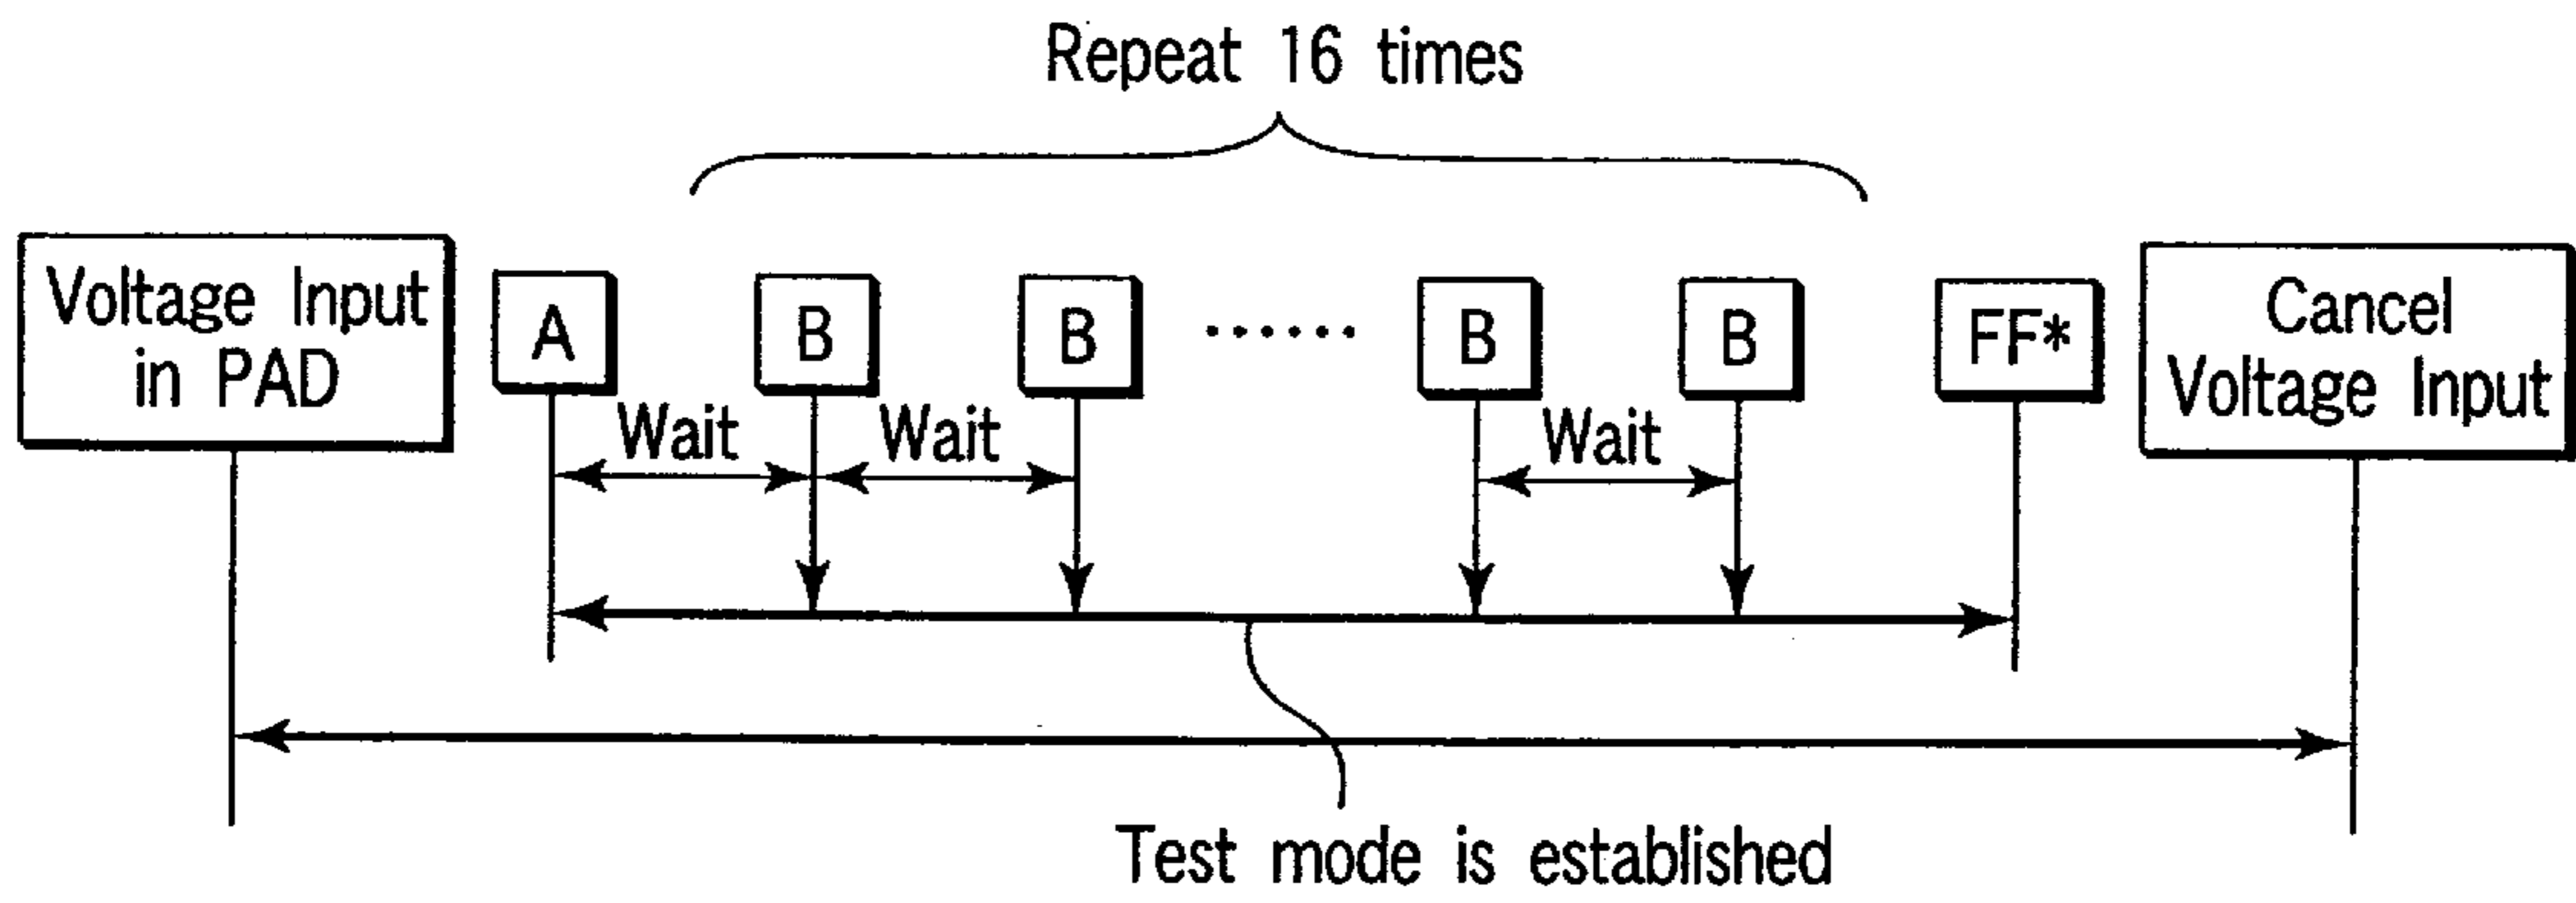 Repeat 16 times
Voltage Input
in PAD
A
B
B
......
B
B
FF*
Cancel
Voltage Input
Wait
Wait
Wait
Test mode is established